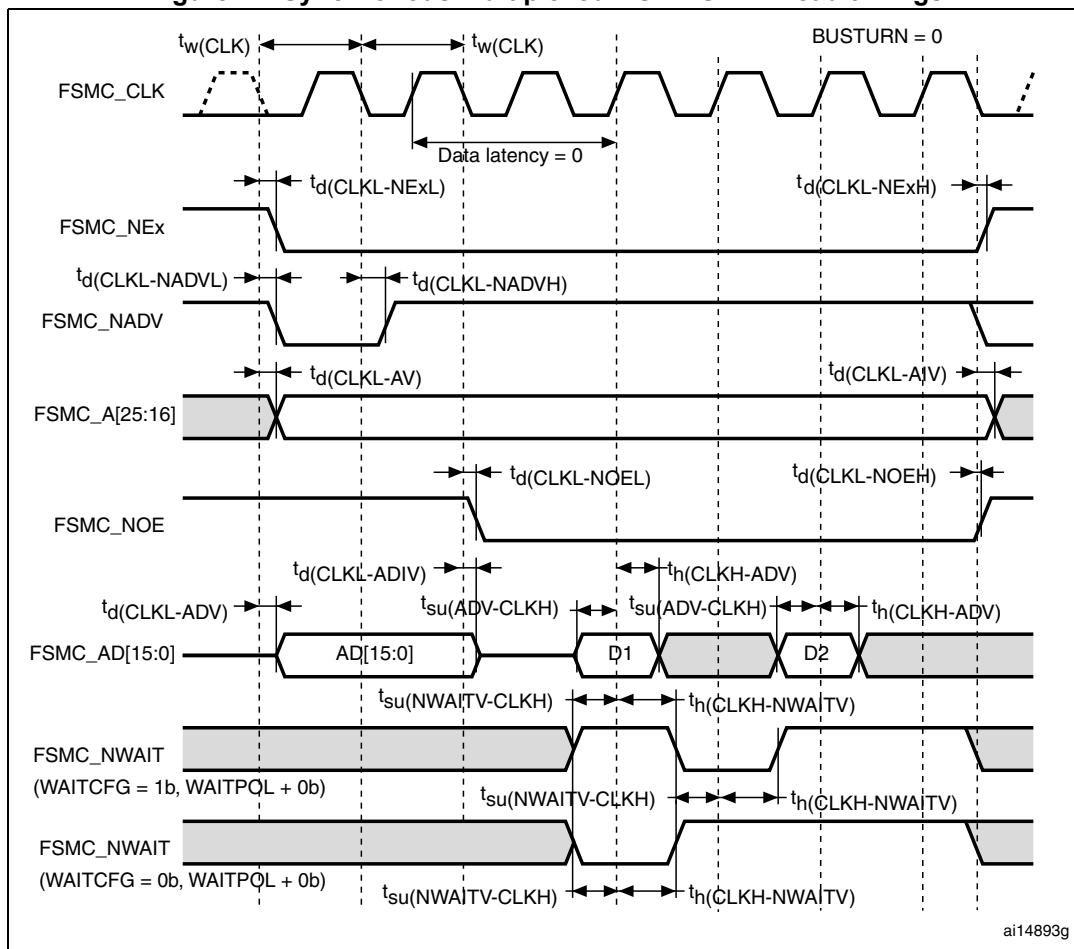 tw(CLK) tw(CLK) BUSTURN = 0
FSMC_CLK
Data latency = 0
td(CLKL-NExL) td(CLKL-NExH)
FSMC_NEx
td(CLKL-NADVL) td(CLKL-NADVH)
FSMC_NADV
td(CLKL-AV) td(CLKL-AIV)
FSMC_A[25:16]
td(CLKL-NOEL) td(CLKL-NOEH)
FSMC_NOE
td(CLKL-ADIV) th(CLKH-ADV)
td(CLKL-ADV) tsu(ADV-CLKH) tsu(ADV-CLKH) th(CLKH-ADV)
FSMC_AD[15:0] AD[15:0] D1 D2
tsu(NWAITV-CLKH) th(CLKH-NWAITV)
FSMC_NWAIT
(WAITCFG = 1b, WAITPOL + 0b)
tsu(NWAITV-CLKH) th(CLKH-NWAITV)
FSMC_NWAIT
(WAITCFG = 0b, WAITPOL + 0b)
tsu(NWAITV-CLKH) th(CLKH-NWAITV)
ai14893g